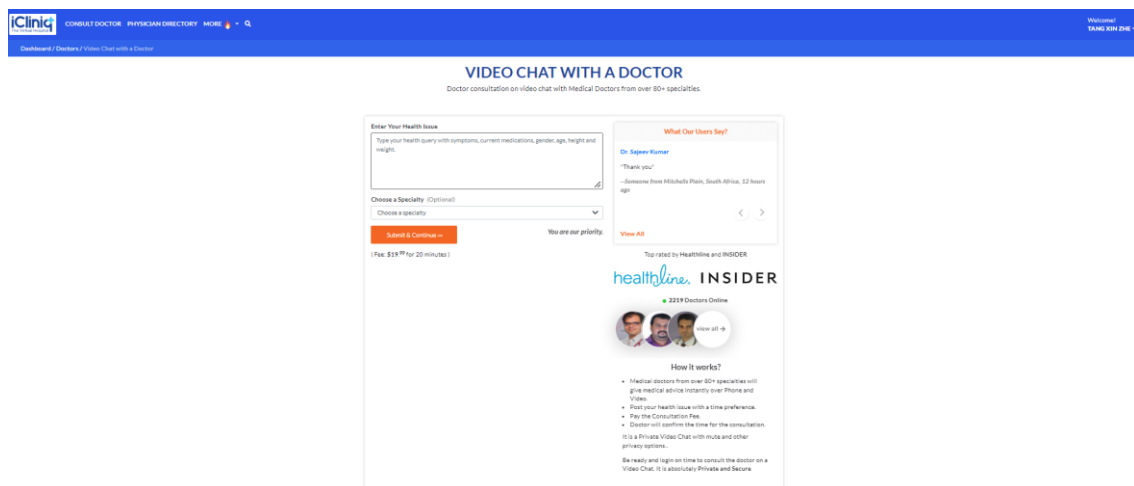 iCliniq
The Virtual Hospital
CONSULT DOCTOR PHYSICIAN DIRECTORY MORE
Welcome!
TANG XIN ZHE
Dashboard / Doctors / Video Chat with a Doctor
VIDEO CHAT WITH A DOCTOR
Doctor consultation on video chat with Medical Doctors from over 80+ specialties.
Enter Your Health Issue
Type your health query with symptoms, current medications, gender, age, height and
weight.
Choose a Specialty (Optional)
Choose a specialty
Submit & Continue
You are our priority.
( Fee: $19.99 for 20 minutes )
What Our Users Say?
Dr. Sajeev Kumar
"Thank you"
--Someone from Mitchells Plain, South Africa, 12 hours
ago
View All
Top rated by Healthline and INSIDER
healthline. INSIDER
2219 Doctors Online
view all →
How it works?
Medical doctors from over 80+ specialties will
give medical advice instantly over Phone and
Video.
Post your health issue with a time preference.
Pay the Consultation Fee.
Doctor will confirm the time for the consultation.
It is a Private Video Chat with mute and other
privacy options..
Be ready and login on time to consult the doctor on a
Video Chat. It is absolutely Private and Secure